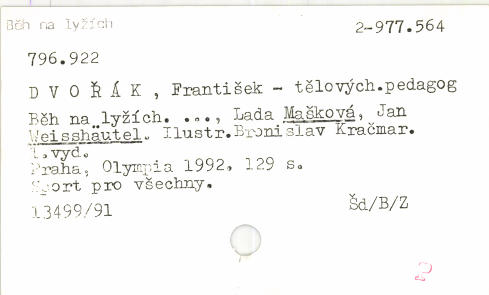 Běh na lyžích 2-977.564
796.922
D V O Ř Á K , František - tělových.pedagog
Běh na lyžích. ..., Lada Mašková, Jan
Weisshäutel. Ilustr.Bronislav Kračmar.
1.vyd.
Praha, Olympia 1992, 129 s.
Sport pro všechny.
13499/91 Šd/B/Z
2